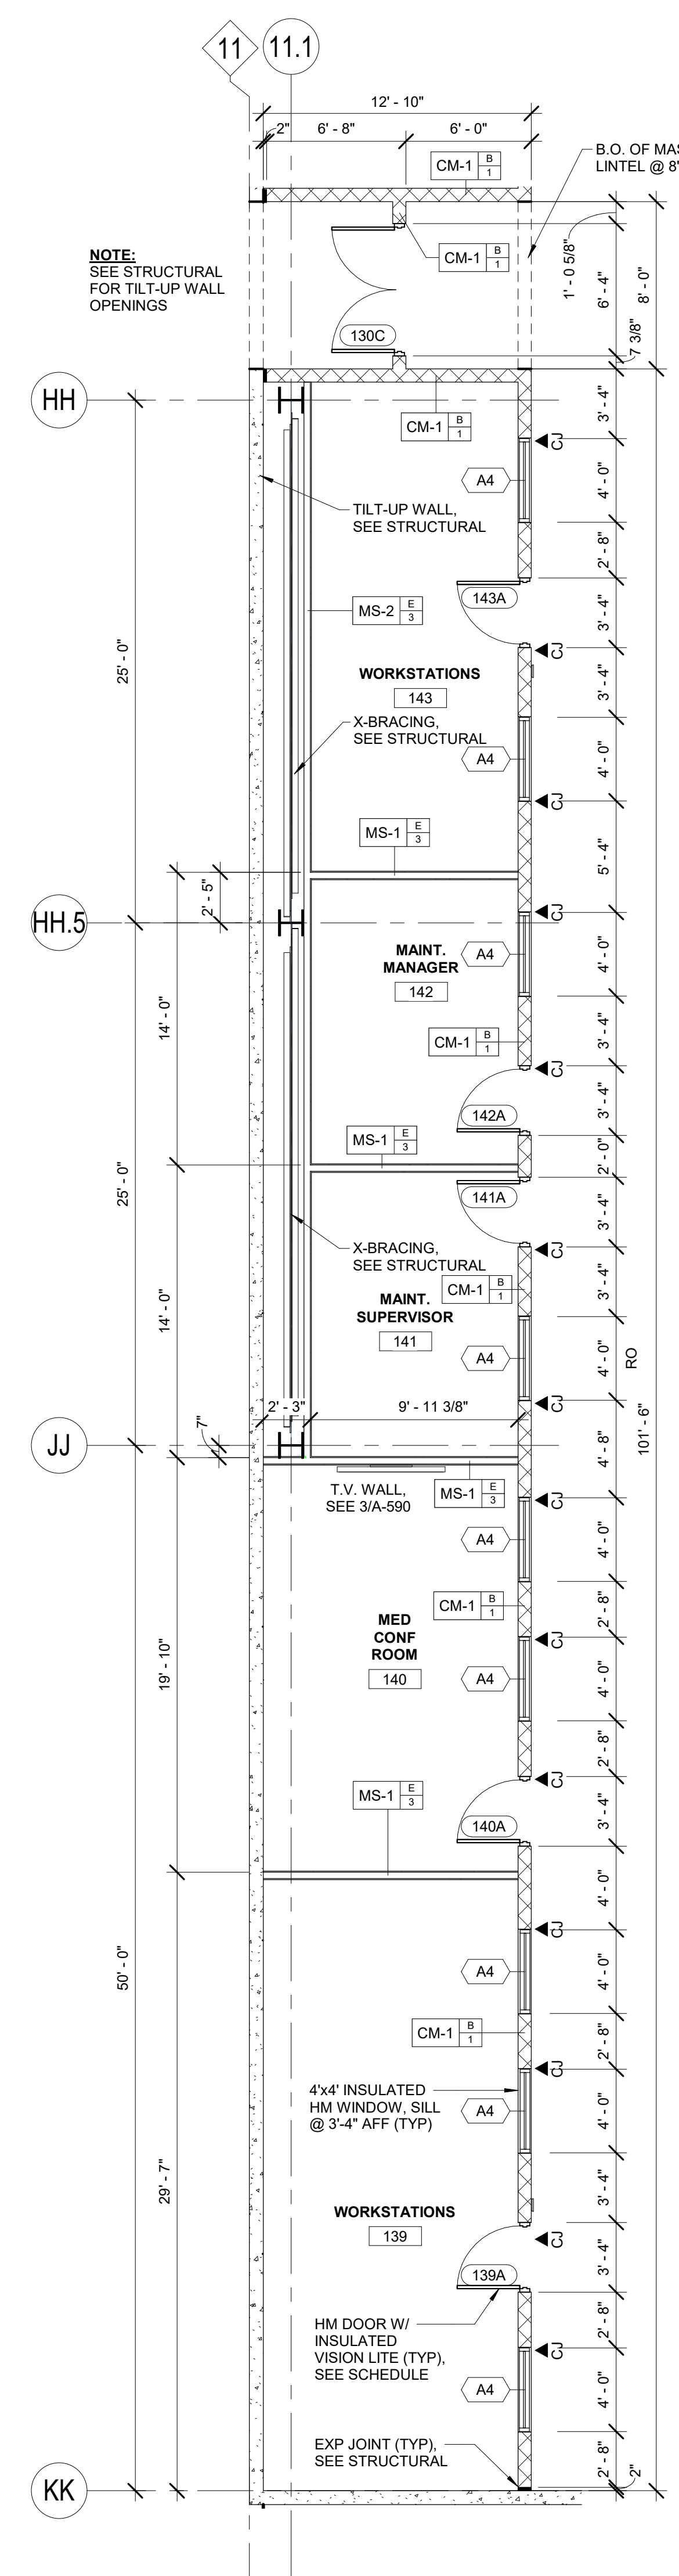 11
11.1
12' - 10"
2"
6' - 8"
6' - 0"
B.O. OF MAS
LINTEL @ 8'
CM-1 B 1
NOTE:
SEE STRUCTURAL
FOR TILT-UP WALL
OPENINGS
CM-1 B 1
1' - 0 5/8"
6' - 4"
8' - 0"
7 3/8"
130C
HH
CM-1 B 1
3' - 4"
CJ
A4
4' - 0"
TILT-UP WALL,
SEE STRUCTURAL
2' - 8"
143A
3' - 4"
MS-2 E 3
CJ
25' - 0"
WORKSTATIONS
143
3' - 4"
X-BRACING,
SEE STRUCTURAL
A4
4' - 0"
CJ
MS-1 E 3
5' - 4"
2' - 5"
HH.5
CJ
MAINT.
MANAGER
142
A4
4' - 0"
14' - 0"
CM-1 B 1
3' - 4"
CJ
142A
3' - 4"
MS-1 E 3
2' - 0"
25' - 0"
141A
3' - 4"
CJ
X-BRACING,
SEE STRUCTURAL
CM-1 B 1
3' - 4"
MAINT.
SUPERVISOR
141
14' - 0"
A4
4' - 0"
RO
CJ
2' - 3"
9' - 11 3/8"
101' - 6"
7"
JJ
4' - 8"
T.V. WALL,
SEE 3/A-590
MS-1 E 3
CJ
A4
4' - 0"
CM-1 B 1
2' - 8"
MED
CONF
ROOM
140
CJ
A4
4' - 0"
19' - 10"
2' - 8"
CJ
MS-1 E 3
140A
3' - 4"
4' - 0"
CJ
50' - 0"
A4
4' - 0"
CM-1 B 1
2' - 8"
CJ
4'x4' INSULATED
HM WINDOW, SILL
@ 3'-4" AFF (TYP)
A4
4' - 0"
29' - 7"
3' - 4"
WORKSTATIONS
139
CJ
139A
3' - 4"
HM DOOR W/
INSULATED
VISION LITE (TYP),
SEE SCHEDULE
2' - 8"
CJ
A4
4' - 0"
EXP JOINT (TYP),
SEE STRUCTURAL
2' - 8"
2"
KK